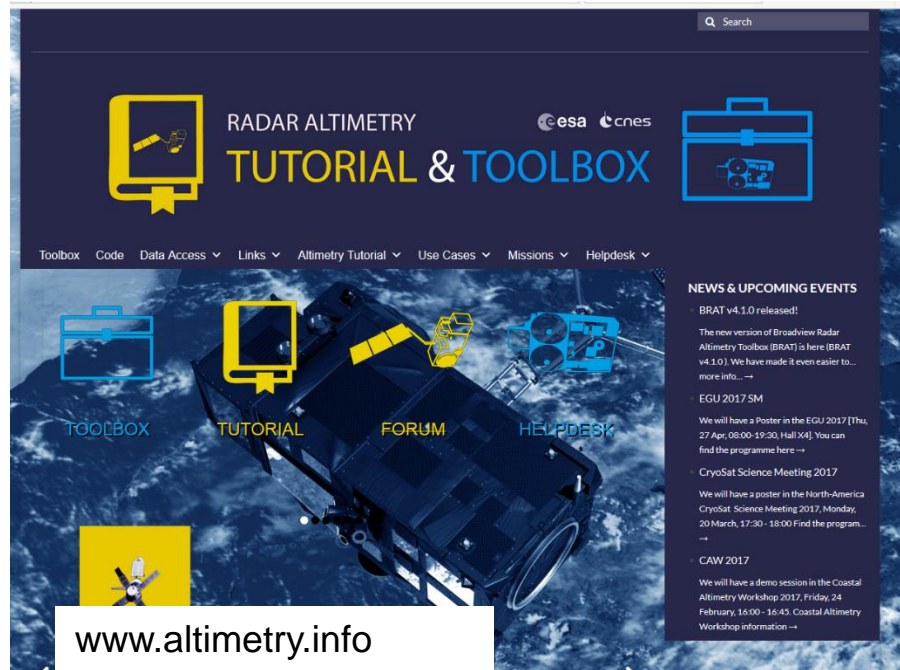 Search
RADAR ALTIMETRY
esa cnes
TUTORIAL & TOOLBOX
Toolbox Code Data Access Links Altimetry Tutorial Use Cases Missions Helpdesk
TOOLBOX TUTORIAL FORUM HELPDESK
NEWS & UPCOMING EVENTS
BRAT v4.1.0 released!
The new version of Broadview Radar
Altimetry Toolbox (BRAT) is here (BRAT
v4.1.0 ). We have made it even easier to...
more info... →
EGU 2017 SM
We will have a Poster in the EGU 2017 [Thu,
27 Apr, 08:00-19:30, Hall X4]. You can
find the programme here →
CryoSat Science Meeting 2017
We will have a poster in the North-America
CryoSat Science Meeting 2017, Monday,
20 March, 17:30 - 18:00 Find the program...
→
CAW 2017
We will have a demo session in the Coastal
Altimetry Workshop 2017, Friday, 24
February, 16:00 - 16:45. Coastal Altimetry
Workshop information →
www.altimetry.info